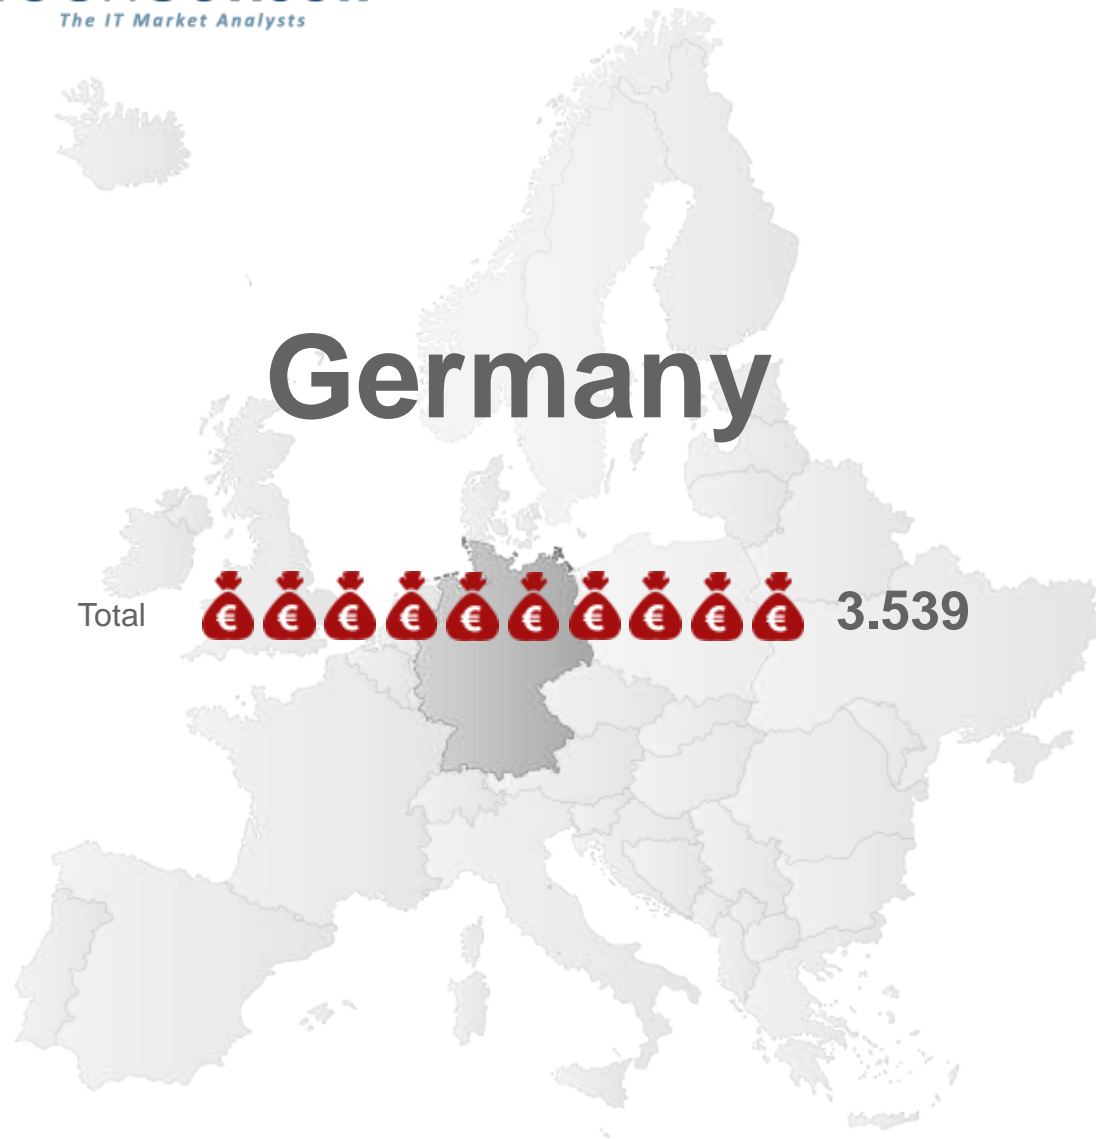 The IT Market Analysts
Germany
Total € € € € € € € € € € 3.539